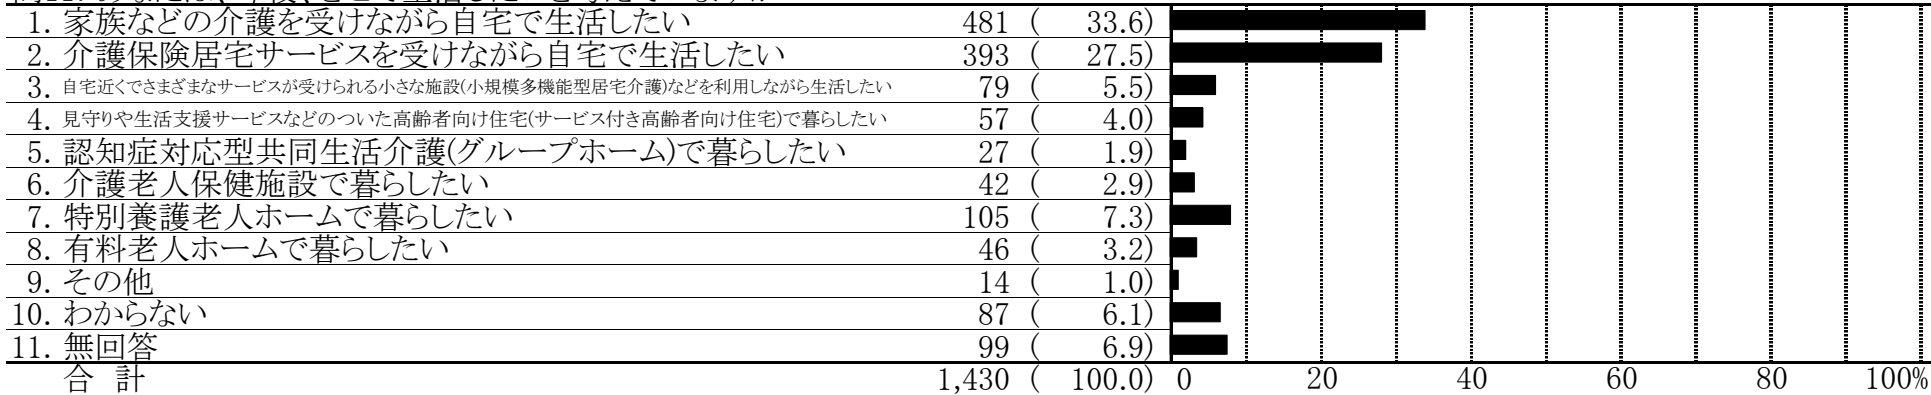 1. 家族などの介護を受けながら自宅で生活したい 481 ( 33.6)
2. 介護保険居宅サービスを受けながら自宅で生活したい 393 ( 27.5)
3. 自宅近くでさまざまなサービスが受けられる小さな施設(小規模多機能型居宅介護)などを利用しながら生活したい 79 ( 5.5)
4. 見守りや生活支援サービスなどのついた高齢者向け住宅(サービス付き高齢者向け住宅)で暮らしたい 57 ( 4.0)
5. 認知症対応型共同生活介護(グループホーム)で暮らしたい 27 ( 1.9)
6. 介護老人保健施設で暮らしたい 42 ( 2.9)
7. 特別養護老人ホームで暮らしたい 105 ( 7.3)
8. 有料老人ホームで暮らしたい 46 ( 3.2)
9. その他 14 ( 1.0)
10. わからない 87 ( 6.1)
11. 無回答 99 ( 6.9)
合 計 1,430 ( 100.0) 0 20 40 60 80 100%